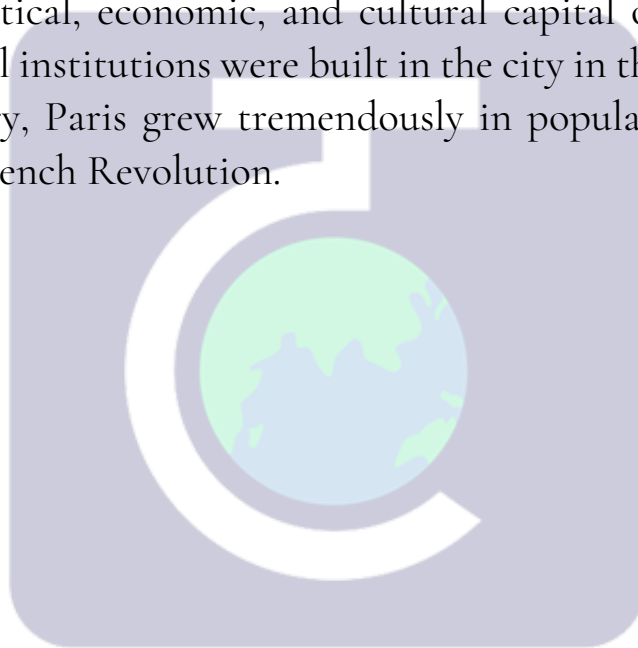 tical, economic, and cultural capital
l institutions were built in the city in th
y, Paris grew tremendously in popula
ench Revolution.